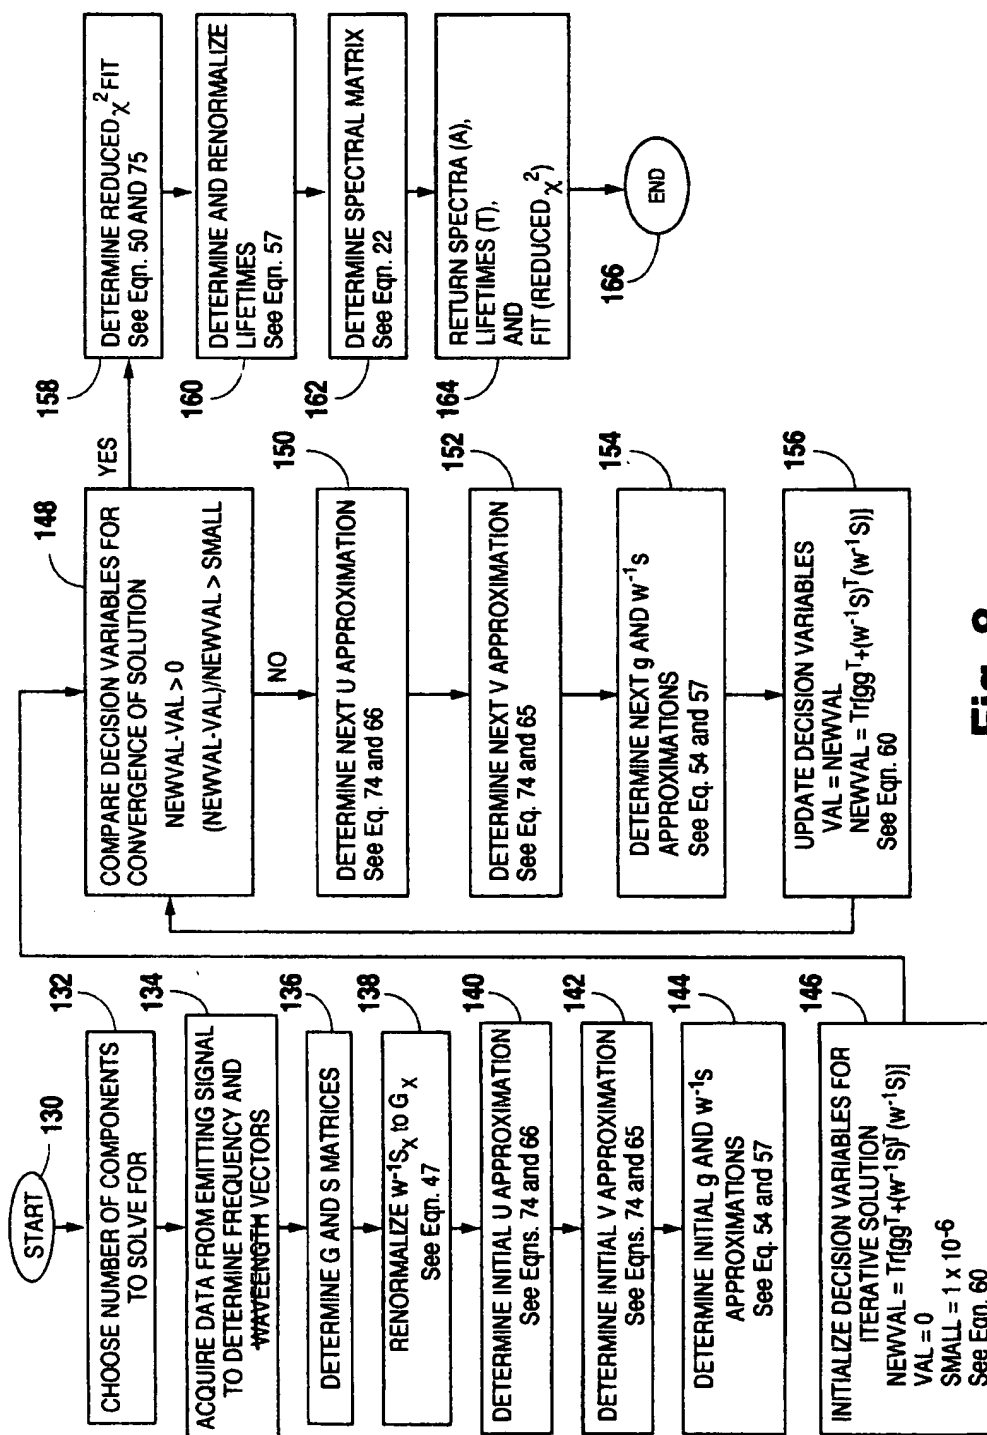 START
130
CHOOSE NUMBER OF COMPONENTS
TO SOLVE FOR
132
ACQUIRE DATA FROM EMITTING SIGNAL
TO DETERMINE FREQUENCY AND
WAVELENGTH VECTORS
134
DETERMINE G AND S MATRICES
136
RENORMALIZE w⁻¹Sₓ to Gₓ
See Eqn. 47
138
DETERMINE INITIAL U APPROXIMATION
See Eqns. 74 and 66
140
DETERMINE INITIAL V APPROXIMATION
See Eqns. 74 and 65
142
DETERMINE INITIAL g AND w⁻¹s
APPROXIMATIONS
See Eq. 54 and 57
144
INITIALIZE DECISION VARIABLES FOR
ITERATIVE SOLUTION
NEWVAL = Tr[ggᵀ+(w⁻¹S)ᵀ(w⁻¹S)]
VAL = 0
SMALL = 1 x 10⁻⁶
See Eqn. 60
146
COMPARE DECISION VARIABLES FOR
CONVERGENCE OF SOLUTION
NEWVAL-VAL > 0
(NEWVAL-VAL)/NEWVAL > SMALL
148
YES
NO
DETERMINE NEXT U APPROXIMATION
See Eq. 74 and 66
150
DETERMINE NEXT V APPROXIMATION
See Eq. 74 and 65
152
DETERMINE NEXT g AND w⁻¹s
APPROXIMATIONS
See Eq. 54 and 57
154
UPDATE DECISION VARIABLES
VAL = NEWVAL
NEWVAL = Tr[ggᵀ+(w⁻¹S)ᵀ(w⁻¹S)]
See Eqn. 60
156
DETERMINE REDUCED χ² FIT
See Eqn. 50 AND 75
158
DETERMINE AND RENORMALIZE
LIFETIMES
See Eqn. 57
160
DETERMINE SPECTRAL MATRIX
See Eqn. 22
162
RETURN SPECTRA (A),
LIFETIMES (T),
AND
FIT (REDUCED χ²)
164
END
166